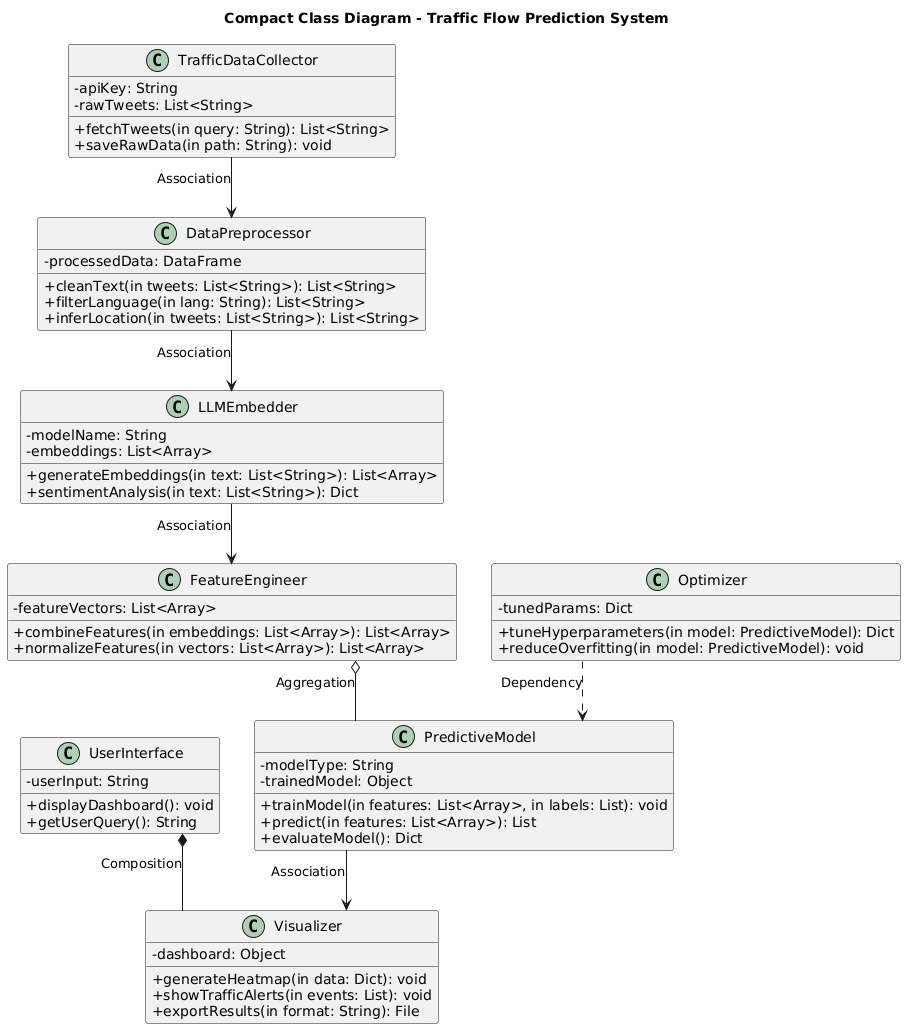 Compact Class Diagram - Traffic Flow Prediction System
C TrafficDataCollector
-apiKey: String
-rawTweets: List<String>
+fetchTweets(in query: String): List<String>
+saveRawData(in path: String): void
Association
C DataPreprocessor
-processedData: DataFrame
+cleanText(in tweets: List<String>): List<String>
+filterLanguage(in lang: String): List<String>
+inferLocation(in tweets: List<String>): List<String>
Association
C LLMEmbedder
-modelName: String
-embeddings: List<Array>
+generateEmbeddings(in text: List<String>): List<Array>
+sentimentAnalysis(in text: List<String>): Dict
Association
C FeatureEngineer
-featureVectors: List<Array>
+combineFeatures(in embeddings: List<Array>): List<Array>
+normalizeFeatures(in vectors: List<Array>): List<Array>
C Optimizer
-tunedParams: Dict
+tuneHyperparameters(in model: PredictiveModel): Dict
+reduceOverfitting(in model: PredictiveModel): void
Aggregation
Dependency
C UserInterface
-userInput: String
+displayDashboard(): void
+getUserQuery(): String
C PredictiveModel
-modelType: String
-trainedModel: Object
+trainModel(in features: List<Array>, in labels: List): void
+predict(in features: List<Array>): List
+evaluateModel(): Dict
Composition
Association
C Visualizer
-dashboard: Object
+generateHeatmap(in data: Dict): void
+showTrafficAlerts(in events: List): void
+exportResults(in format: String): File